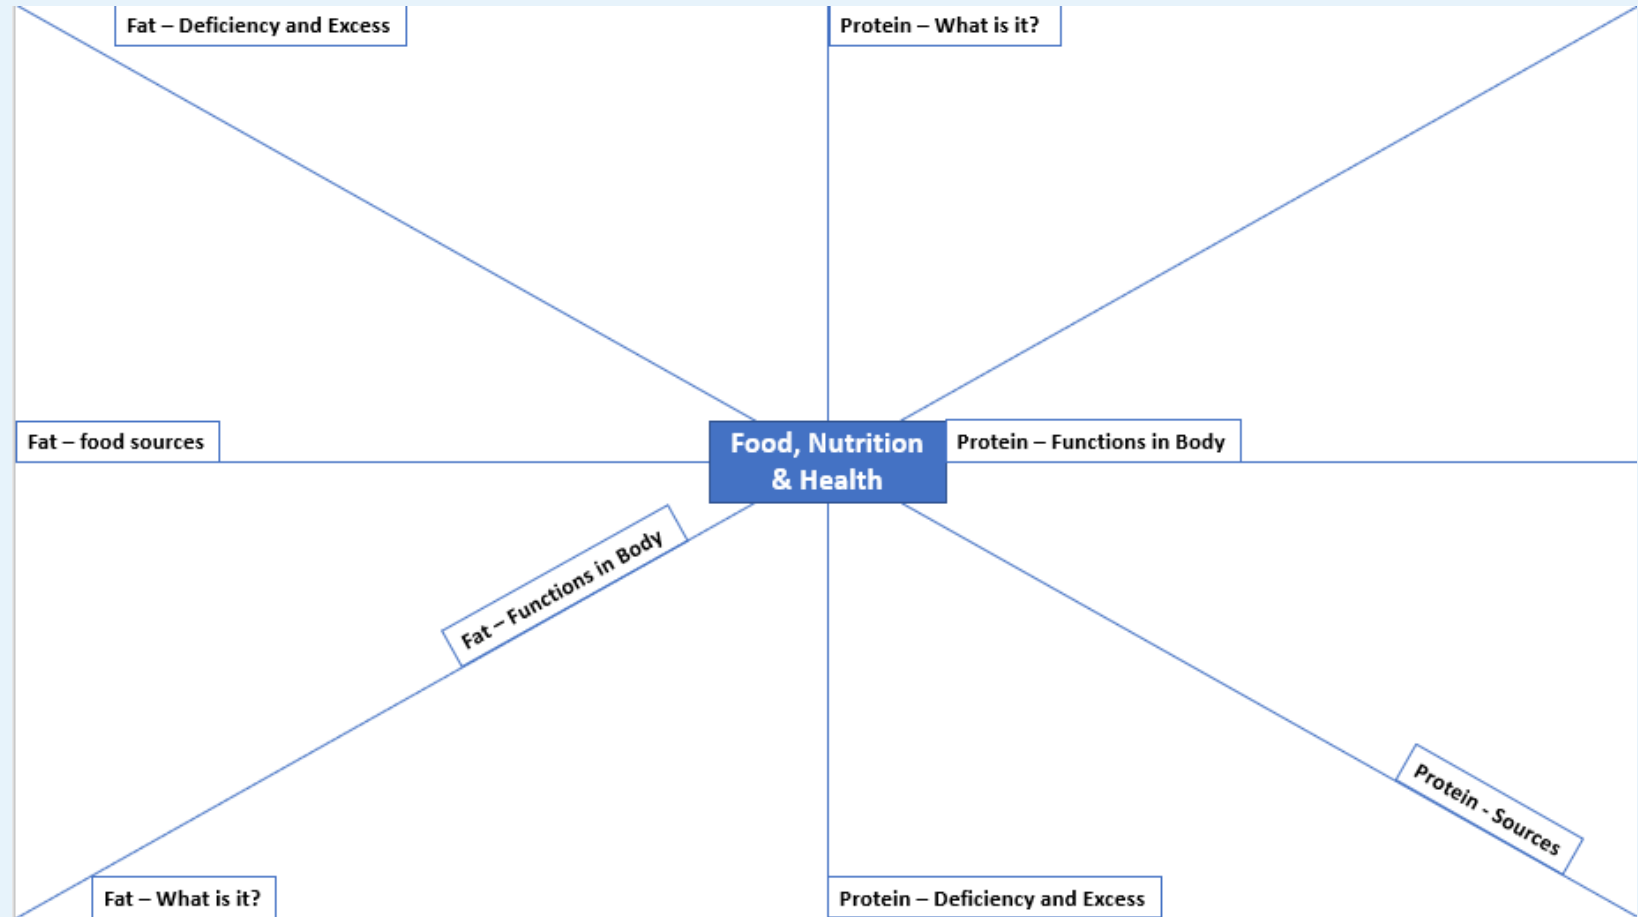 Fat – Deficiency and Excess
Protein – What is it?
Fat – food sources
Food, Nutrition
& Health
Protein – Functions in Body
Fat – Functions in Body
Protein - Sources
Fat – What is it?
Protein – Deficiency and Excess